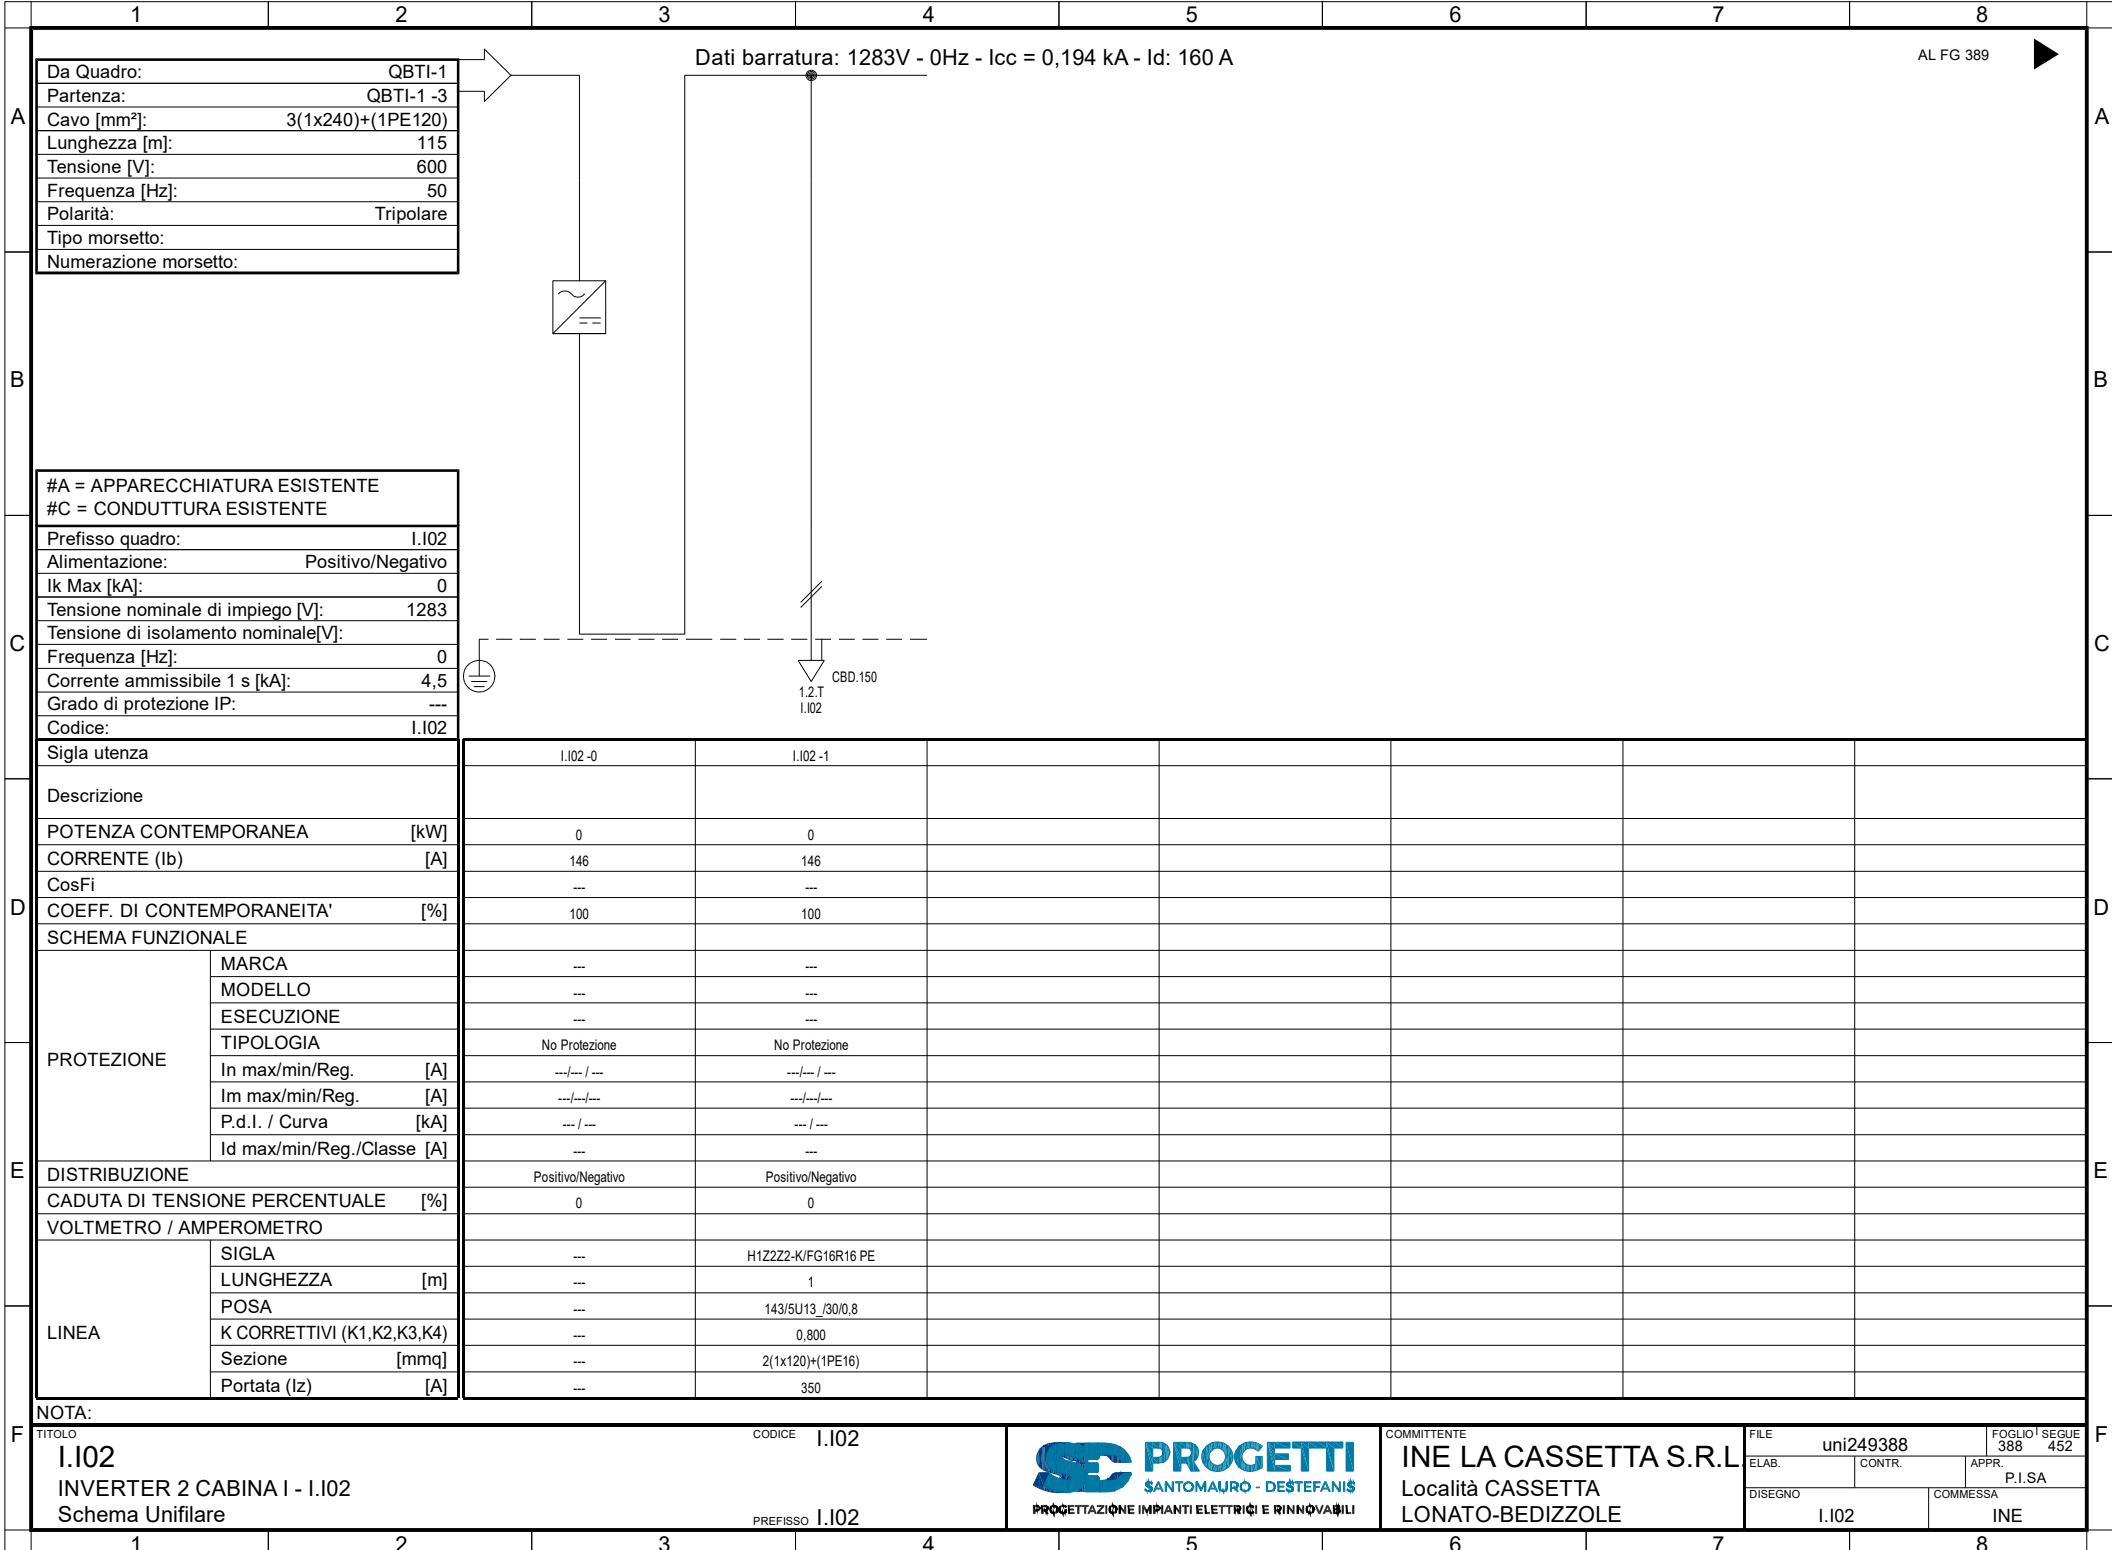 1 2 3 4 5 6 7 8
Dati barratura: 1283V - 0Hz - Icc = 0,194 kA - Id: 160 A
AL FG 389
A A
B B
C C
D D
E E
F F
Da Quadro: QBTI-1
Partenza: QBTI-1 -3
Cavo [mm²]: 3(1x240)+(1PE120)
Lunghezza [m]: 115
Tensione [V]: 600
Frequenza [Hz]: 50
Polarità: Tripolare
Tipo morsetto:
Numerazione morsetto:
#A = APPARECCHIATURA ESISTENTE
#C = CONDUTTURA ESISTENTE
Prefisso quadro: I.I02
Alimentazione: Positivo/Negativo
Ik Max [kA]: 0
Tensione nominale di impiego [V]: 1283
Tensione di isolamento nominale[V]:
Frequenza [Hz]: 0
Corrente ammissibile 1 s [kA]: 4,5
Grado di protezione IP: ---
Codice: I.I02
CBD.150
1.2.T
I.I02
Sigla utenza I.I02 -0 I.I02 -1
Descrizione
POTENZA CONTEMPORANEA [kW] 0 0
CORRENTE (Ib) [A] 146 146
CosFi --- ---
COEFF. DI CONTEMPORANEITA' [%] 100 100
SCHEMA FUNZIONALE
PROTEZIONE
MARCA --- ---
MODELLO --- ---
ESECUZIONE --- ---
TIPOLOGIA No Protezione No Protezione
In max/min/Reg. [A] ---/--- / --- ---/--- / ---
Im max/min/Reg. [A] ---/---/--- ---/---/---
P.d.I. / Curva [kA] --- / --- --- / ---
Id max/min/Reg./Classe [A] --- ---
DISTRIBUZIONE Positivo/Negativo Positivo/Negativo
CADUTA DI TENSIONE PERCENTUALE [%] 0 0
VOLTMETRO / AMPEROMETRO
LINEA
SIGLA --- H1Z2Z2-K/FG16R16 PE
LUNGHEZZA [m] --- 1
POSA --- 143/5U13_/30/0,8
K CORRETTIVI (K1,K2,K3,K4) --- 0,800
Sezione [mmq] --- 2(1x120)+(1PE16)
Portata (Iz) [A] --- 350
NOTA:
TITOLO
I.I02
INVERTER 2 CABINA I - I.I02
Schema Unifilare
CODICE I.I02
PREFISSO I.I02
PROGETTI
SANTOMAURO - DESTEFANIS
PROGETTAZIONE IMPIANTI ELETTRICI E RINNOVABILI
COMMITTENTE
INE LA CASSETTA S.R.L.
Località CASSETTA
LONATO-BEDIZZOLE
FILE uni249388
FOGLIO 388 SEGUE 452
ELAB. CONTR. APPR. P.I.SA
DISEGNO I.I02
COMMESSA INE
1 2 3 4 5 6 7 8